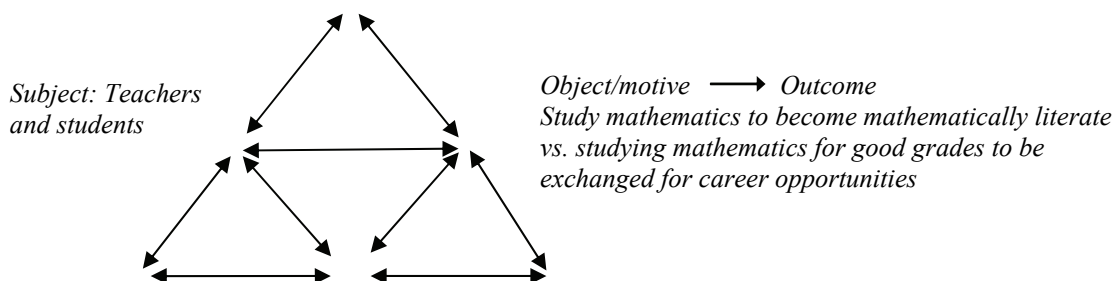 Subject: Teachers
and students
Object/motive → Outcome
Study mathematics to become mathematically literate
vs. studying mathematics for good grades to be
exchanged for career opportunities